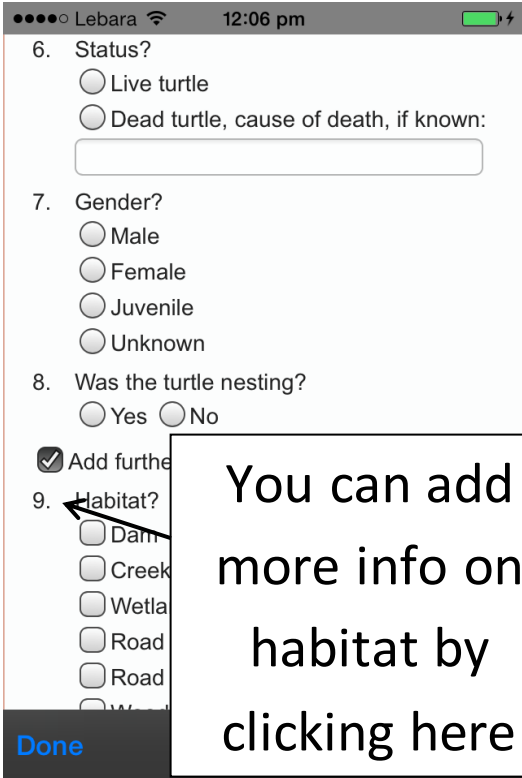 Lebara 12:06 pm
6. Status?
Live turtle
Dead turtle, cause of death, if known:
7. Gender?
Male
Female
Juvenile
Unknown
8. Was the turtle nesting?
Yes No
Add furthe
9. Habitat?
Dam
Creek
Wetla
Road
Road
Done
You can add
more info on
habitat by
clicking here